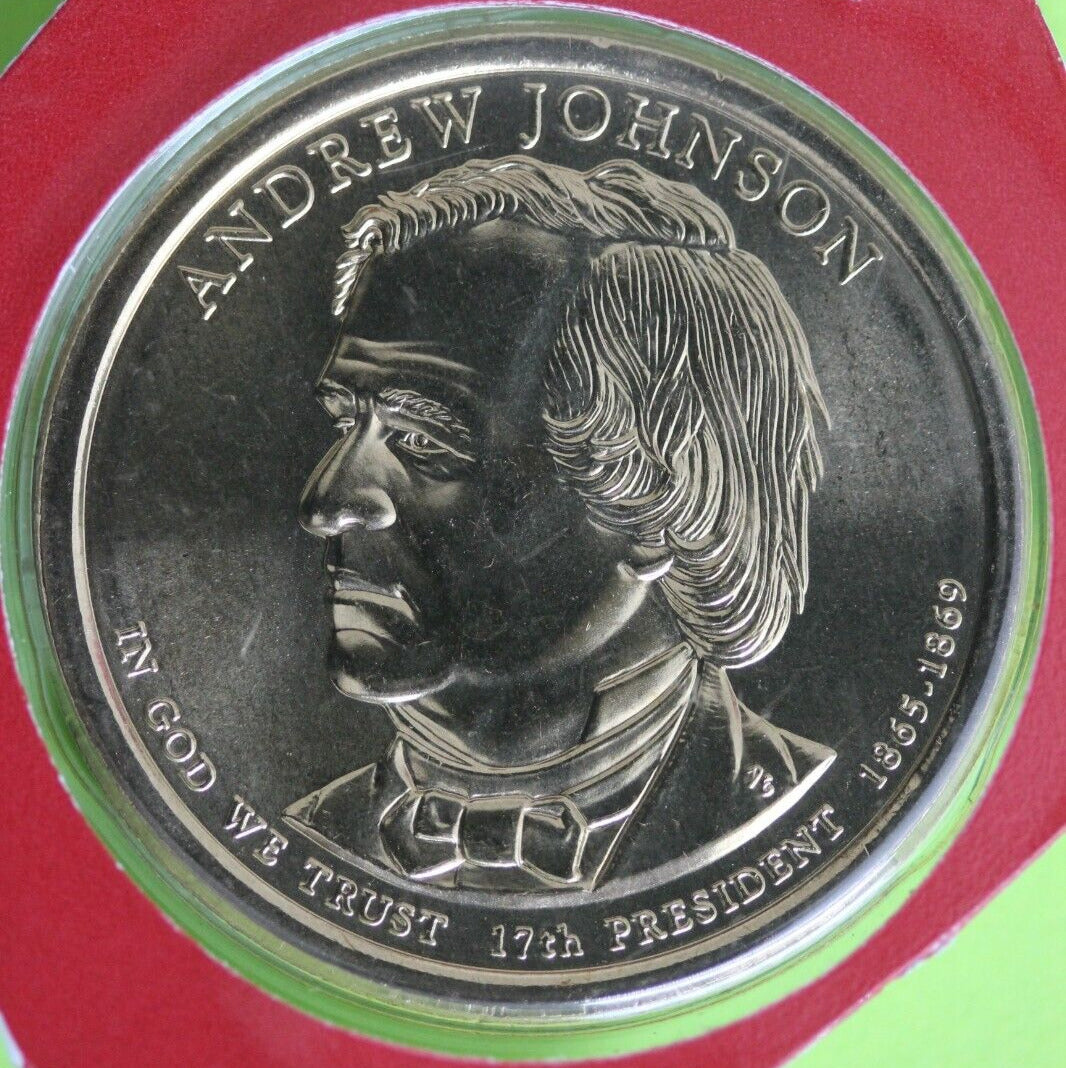 ANDREW JOHNSON
IN GOD WE TRUST
17th PRESIDENT
1865-1869